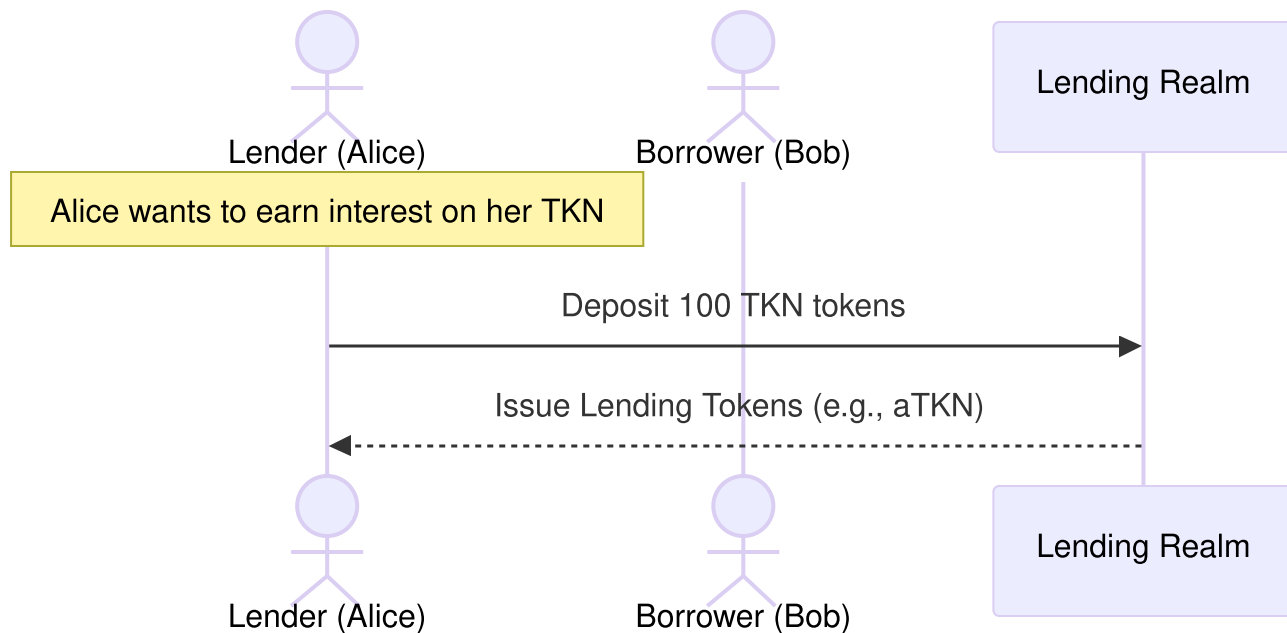 Lender (Alice)
Borrower (Bob)
Lending Realm
Alice wants to earn interest on her TKN
Deposit 100 TKN tokens
Issue Lending Tokens (e.g., aTKN)
Lender (Alice)
Borrower (Bob)
Lending Realm